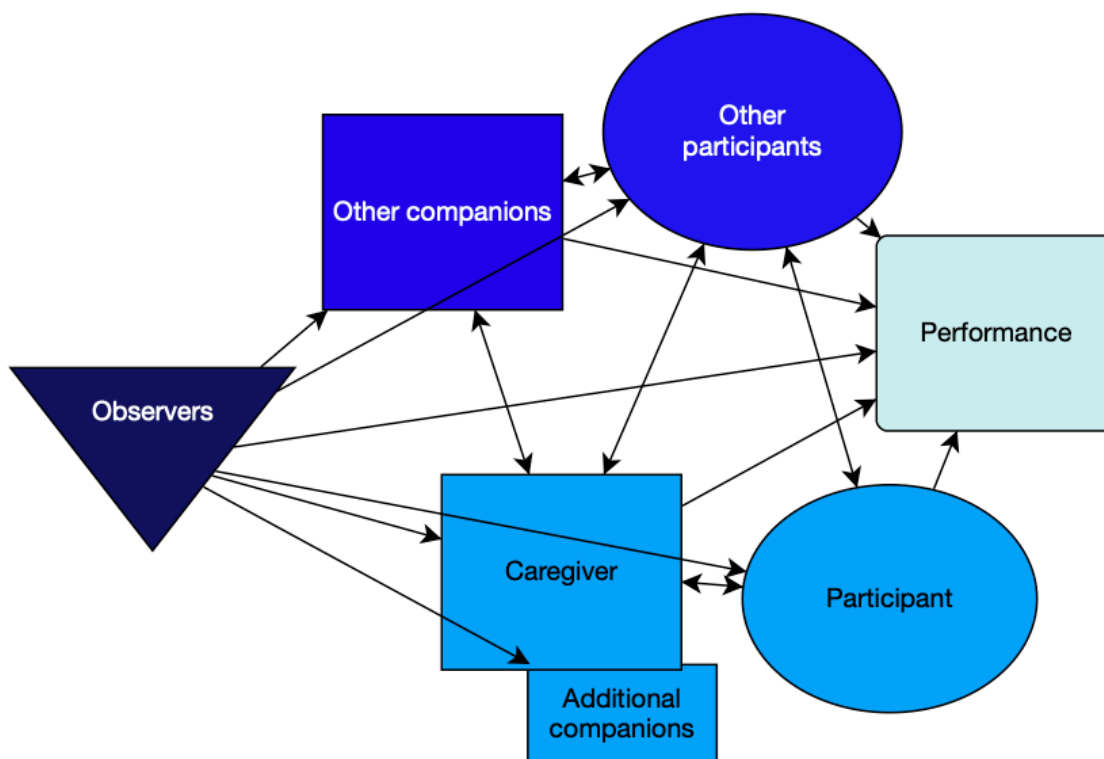 Other
participants
Other companions
Performance
Observers
Caregiver
Participant
Additional
companions